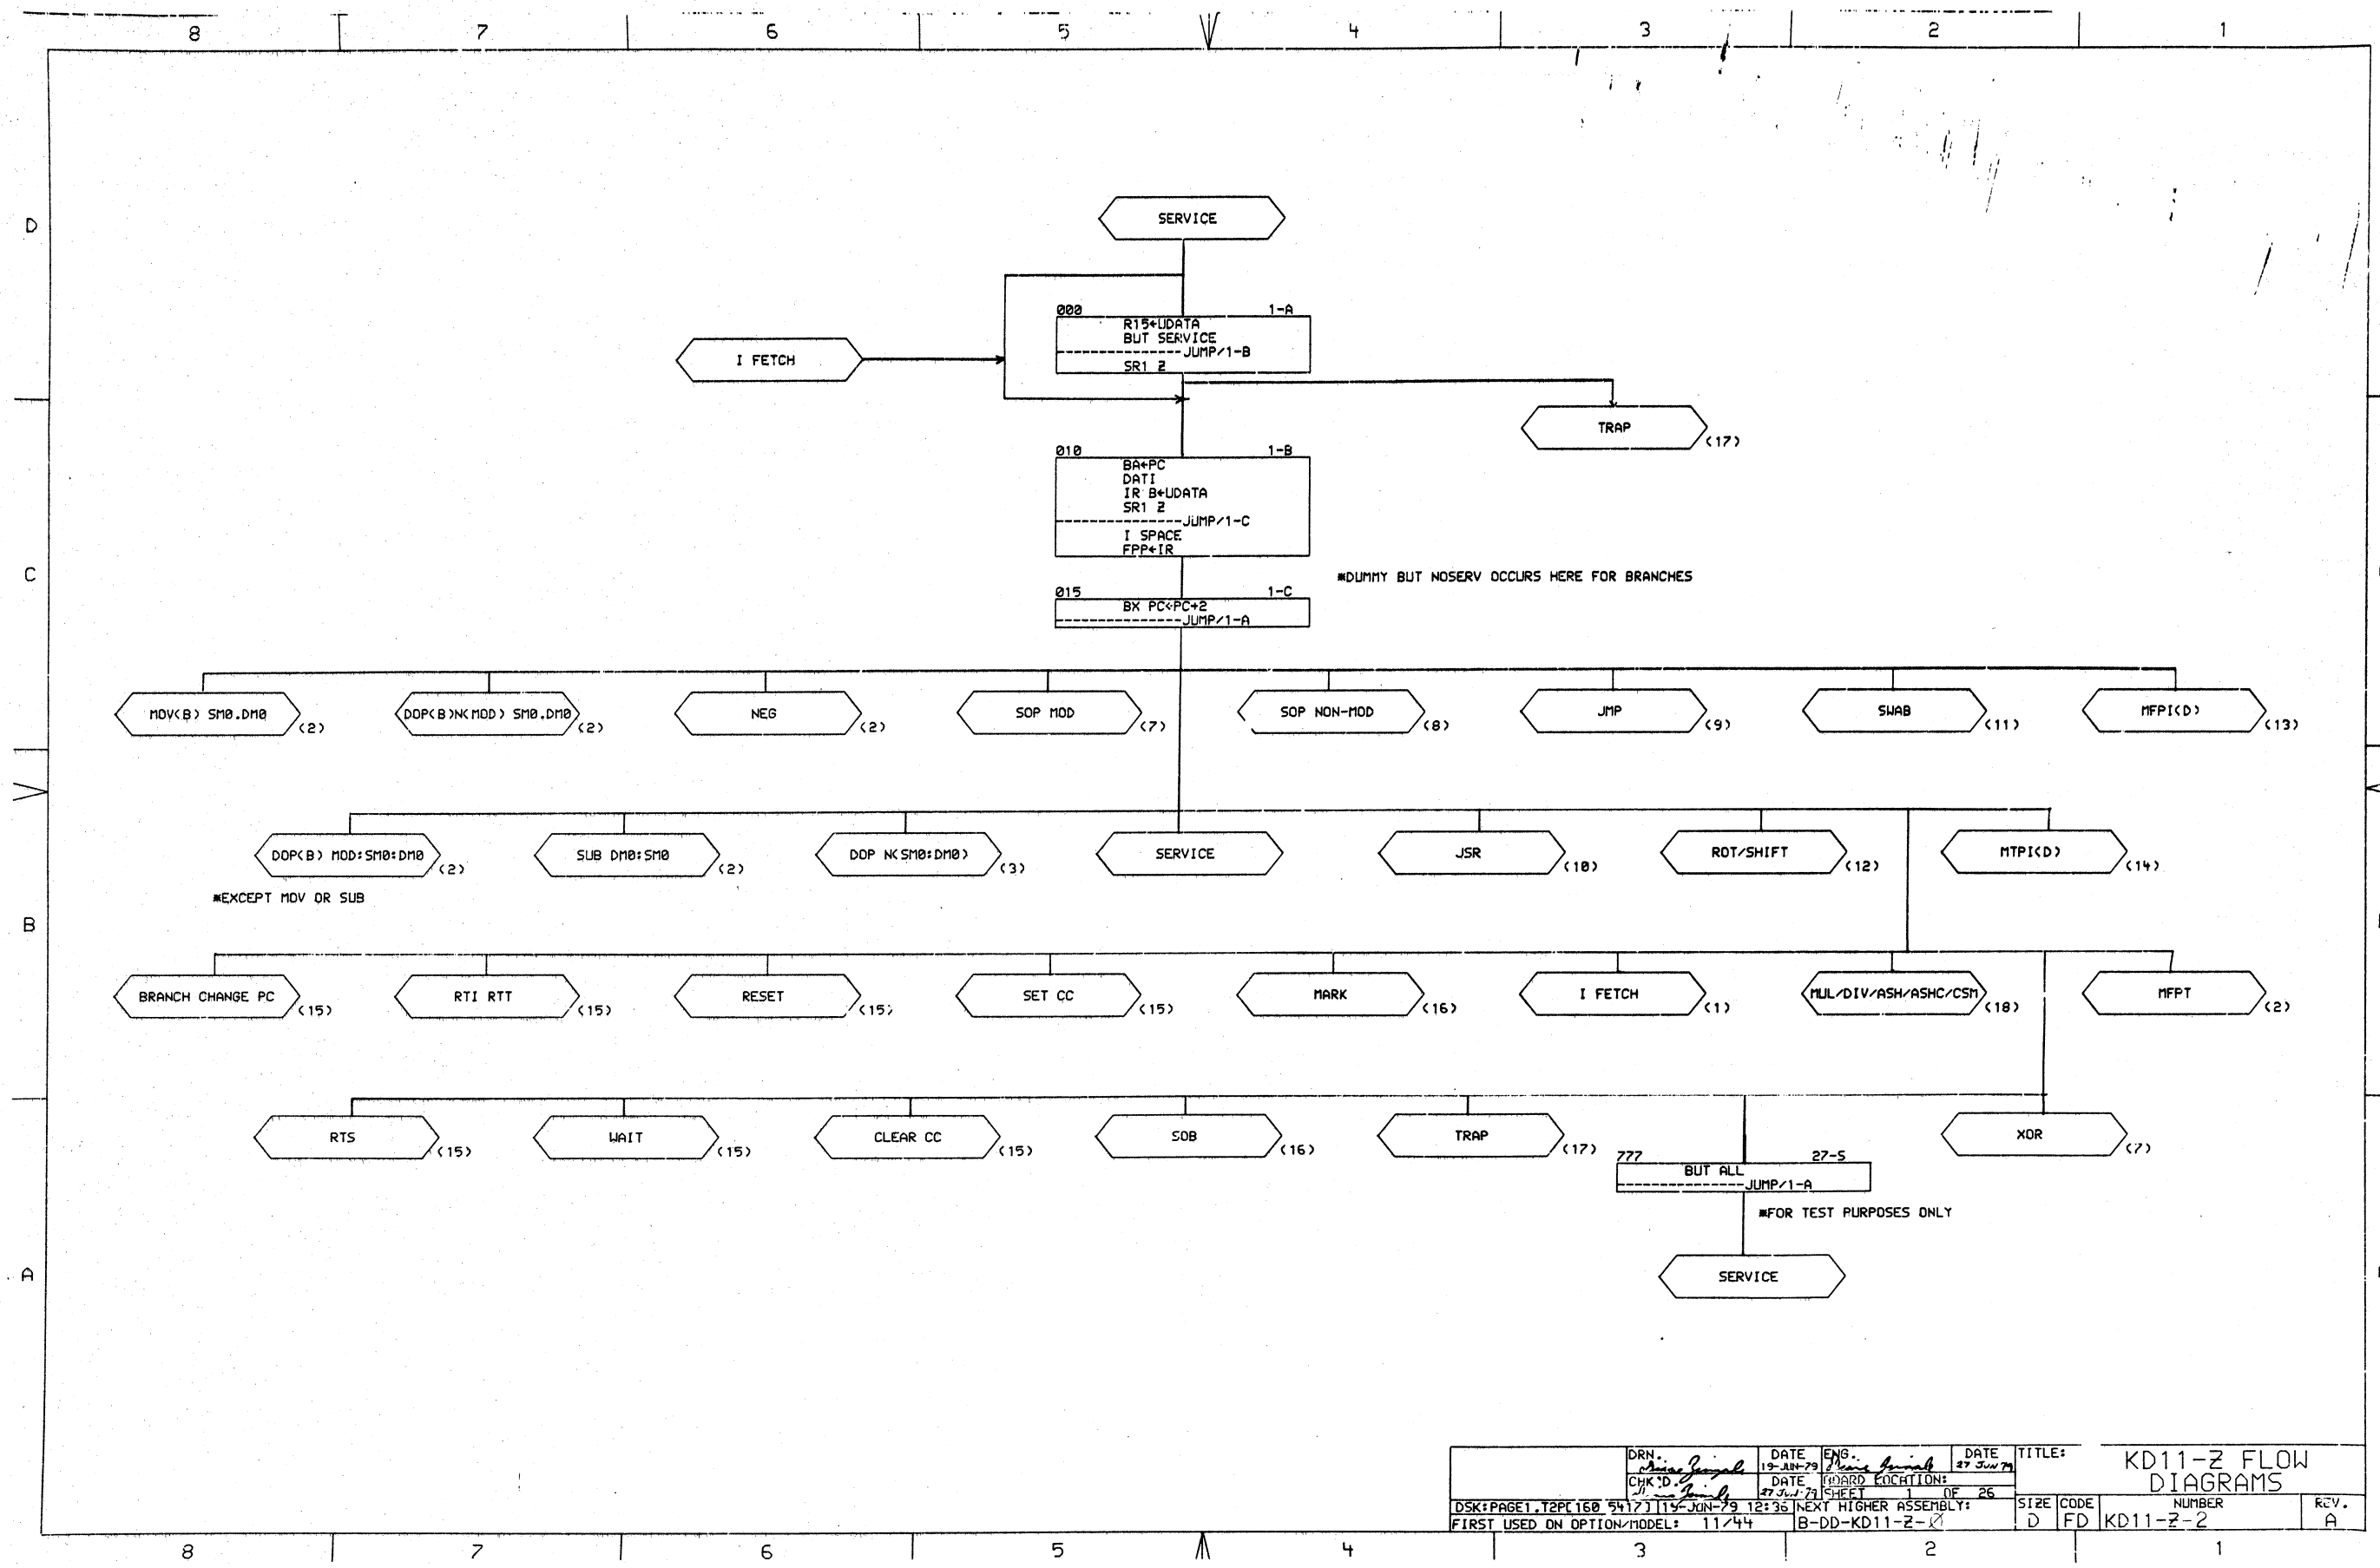 8 7 6 5 4 3 2 1
D
SERVICE
000 1-A
R15←UDATA
BUT SERVICE
---------------JUMP/1-B
SR1 2
I FETCH
TRAP
(17)
010 1-B
BA←PC
DATI
IR B←UDATA
SR1 2
---------------JUMP/1-C
I SPACE
FPP←IR
C
*DUMMY BUT NOSERV OCCURS HERE FOR BRANCHES
015 1-C
BX PC←PC+2
---------------JUMP/1-A
MOV(B) SM0.DM0 (2) DOP(B)N(MOD) SM0.DM0 (2) NEG (2) SOP MOD (7) SOP NON-MOD (8) JMP (9) SWAB (11) MFPI(D) (13)
DOP(B) MOD:SM0:DM0 (2) SUB DM0:SM0 (2) DOP N(SM0:DM0) (3) SERVICE JSR (10) ROT/SHIFT (12) MTPI(D) (14)
*EXCEPT MOV OR SUB
B
BRANCH CHANGE PC (15) RTI RTT (15) RESET (15) SET CC (15) MARK (16) I FETCH (1) MUL/DIV/ASH/ASHC/CSM (18) MFPT (2)
RTS (15) WAIT (15) CLEAR CC (15) SOB (16) TRAP (17) XOR (7)
777 27-S
BUT ALL
---------------JUMP/1-A
*FOR TEST PURPOSES ONLY
A
SERVICE
DRN. DATE ENG. DATE TITLE:
19-JUN-79 27 JUN 79
KD11-Z FLOW
DIAGRAMS
CHK'D. DATE BOARD LOCATION:
27 JUN 79 SHEET 1 OF 26
DSK:PAGE1.T2P[160,5417] 15-JUN-79 12:36 NEXT HIGHER ASSEMBLY:
SIZE CODE NUMBER REV.
FIRST USED ON OPTION/MODEL: 11/44 B-DD-KD11-Z-0 D FD KD11-Z-2 A
8 7 6 5 4 3 2 1